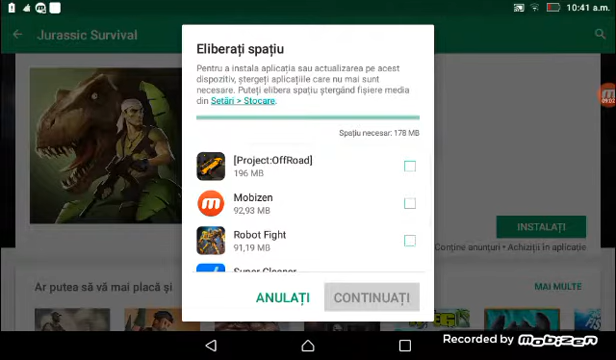 10:41 a.m.
Jurassic Survival
Eliberați spațiu
Pentru a instala aplicația sau actualizarea pe acest
dispozitiv, ștergeți aplicațiile care nu mai sunt
necesare. Puteți elibera spațiu ștergând fișiere media
din Setări > Stocare.
Spațiu necesar: 178 MB
[Project:OffRoad]
196 MB
Mobizen
92,93 MB
09:02
Robot Fight
91,19 MB
INSTALAȚI
Conține anunțuri • Achiziții în aplicație
Super Cleaner
Ar putea să vă mai placă și
MAI MULTE
ANULAȚI
CONTINUAȚI
Recorded by mobizen